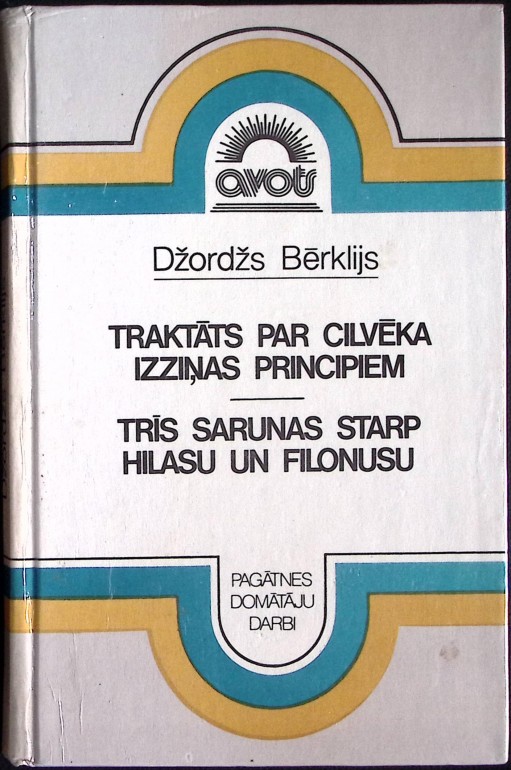 avots
Džordžs Bērklijs
TRAKTĀTS PAR CILVĒKA
IZZIŅAS PRINCIPIEM
TRĪS SARUNAS STARP
HILASU UN FILONUSU
PAGĀTNES
DOMĀTĀJU
DARBI